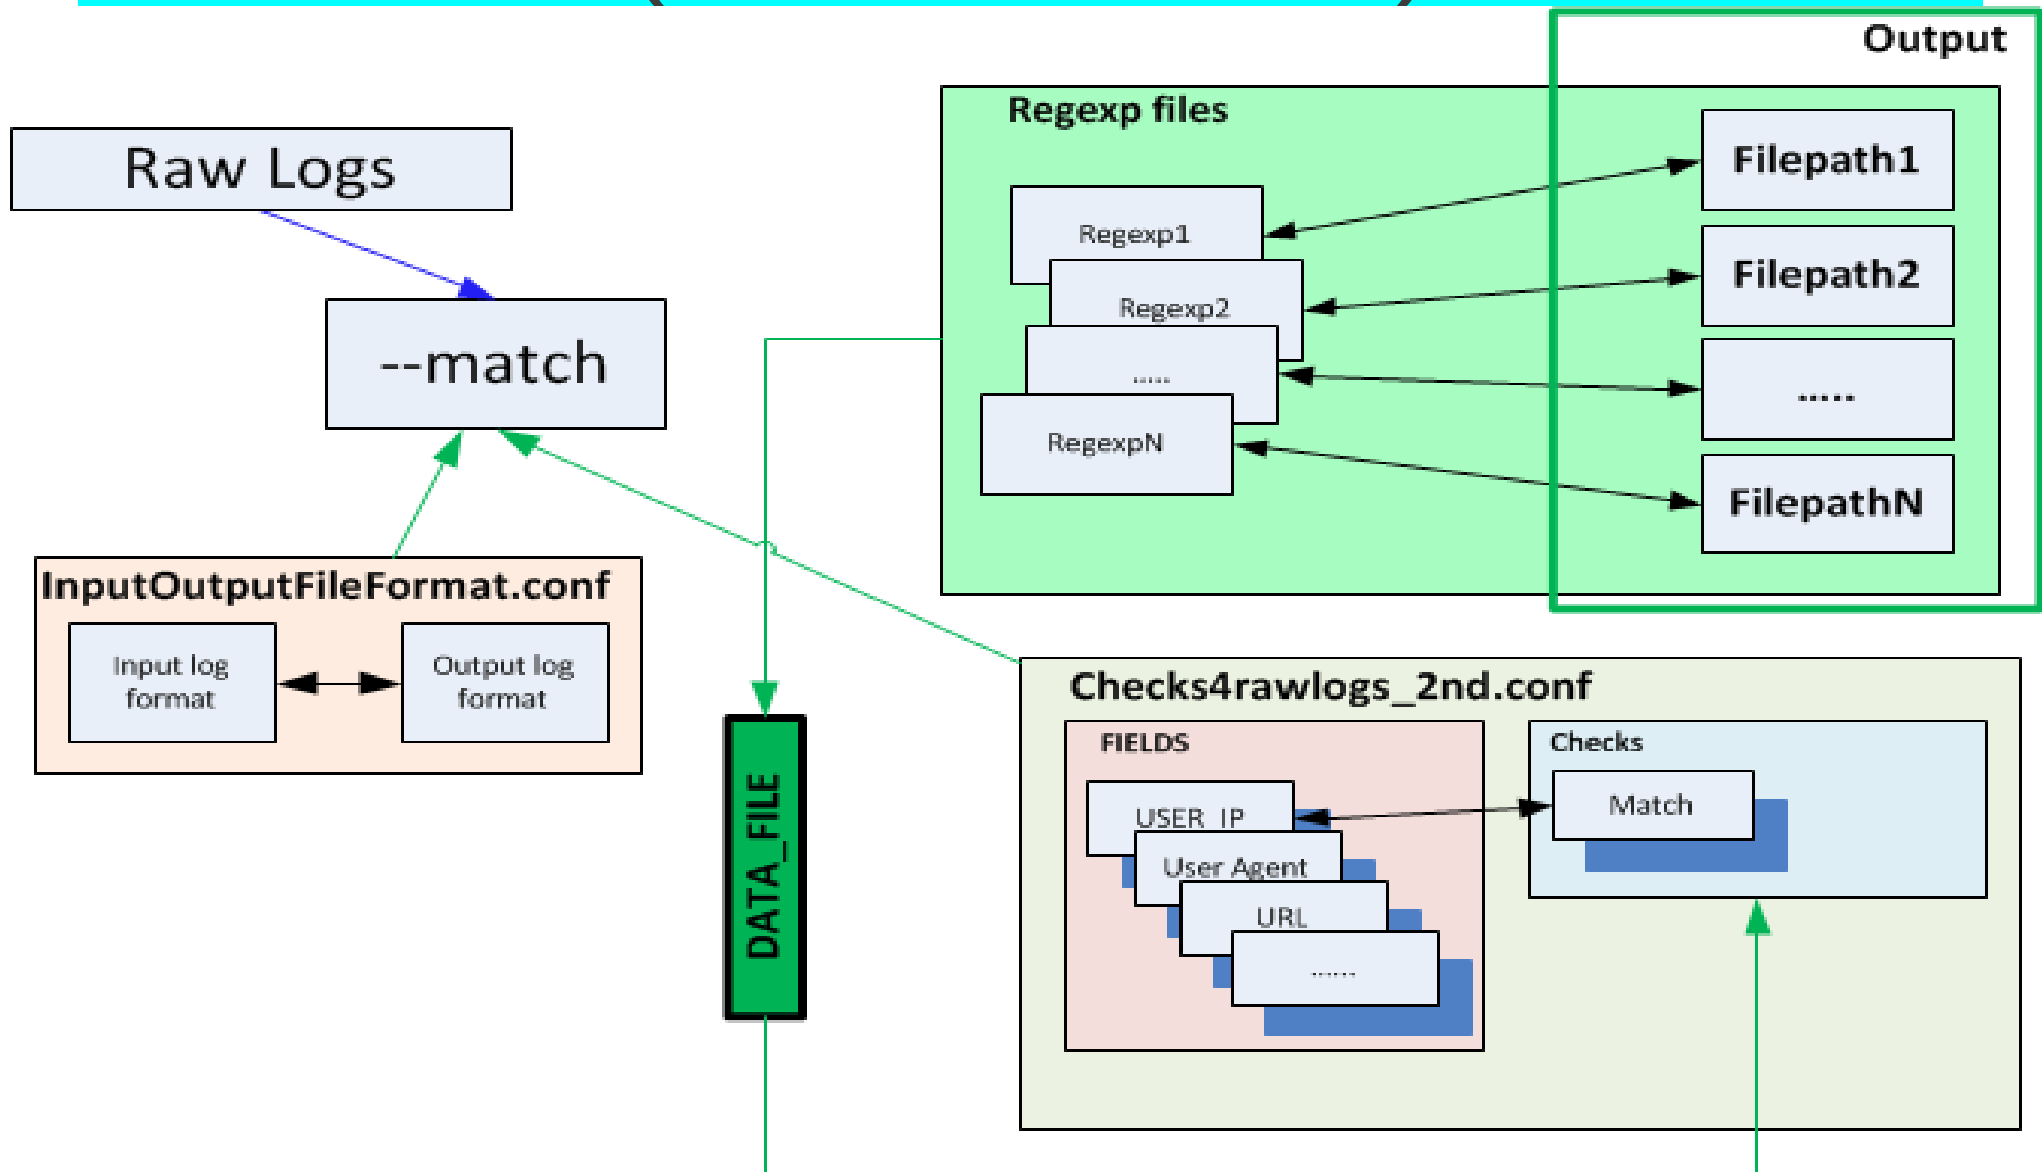 Output
Regexp files
Raw Logs
Filepath1
Regexp1
Filepath2
Regexp2
--match
.....
.....
RegexpN
FilepathN
InputOutputFileFormat.conf
Input log
format
Output log
format
Checks4rawlogs_2nd.conf
FIELDS
Checks
USER_IP
Match
User Agent
URL
......
DATA_FILE